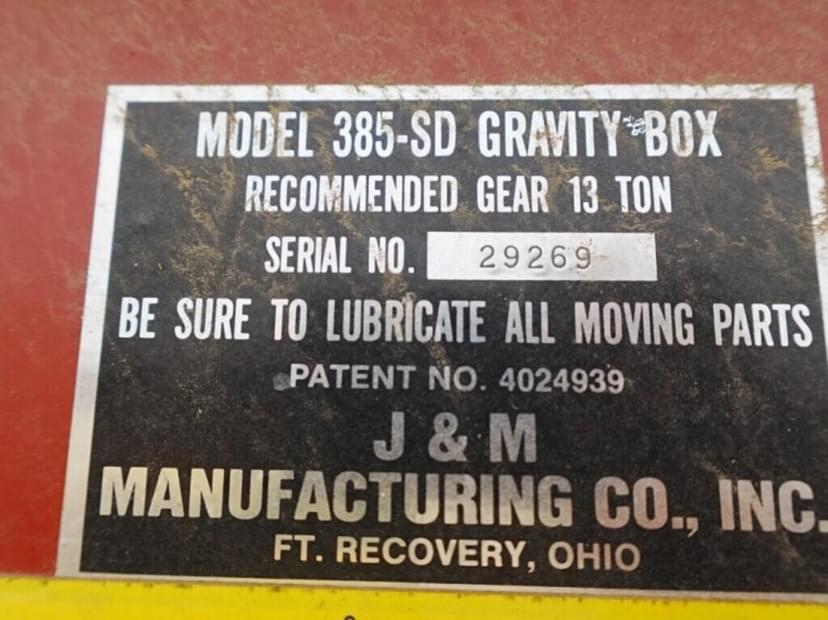 MODEL 385-SD GRAVITY BOX
RECOMMENDED GEAR 13 TON
SERIAL NO. 29269
BE SURE TO LUBRICATE ALL MOVING PARTS
PATENT NO. 4024939
J & M
MANUFACTURING CO., INC.
FT. RECOVERY, OHIO